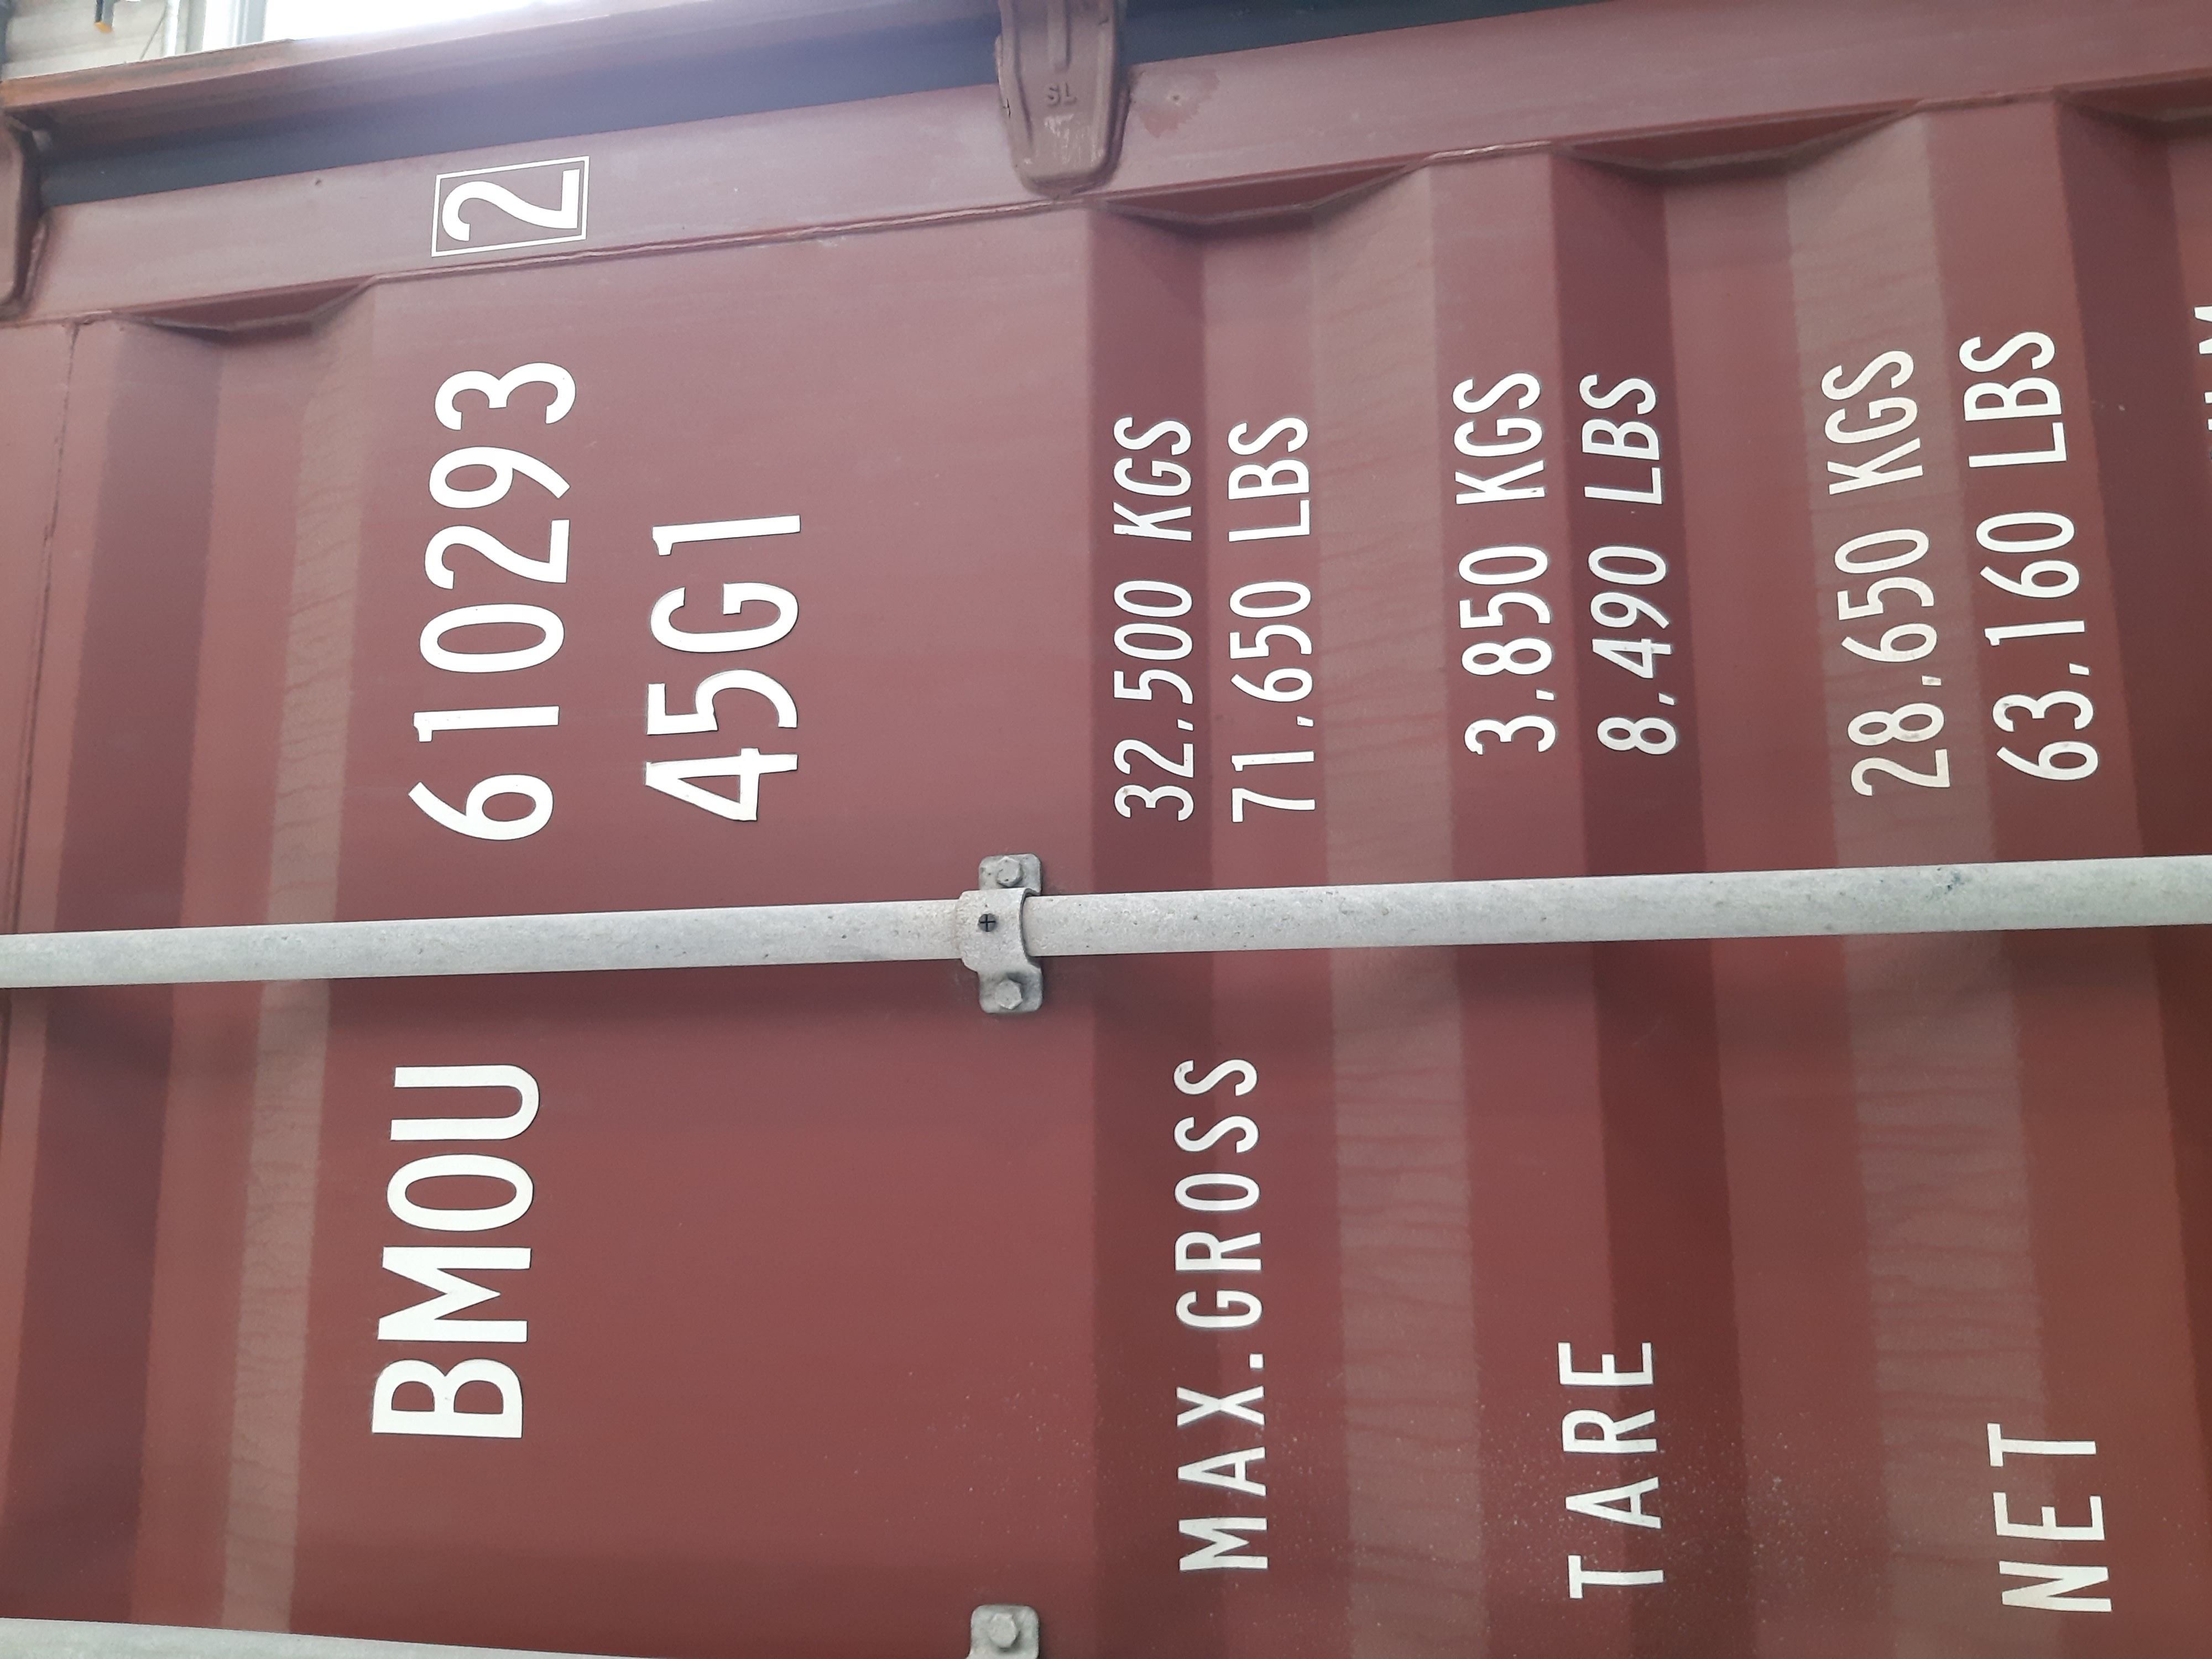 BMOU 610293 2
45G1
MAX.GROSS 32.500 KGS
71.650 LBS
TARE 3.850 KGS
8.490 LBS
NET 28.650 KGS
63.160 LBS
SL